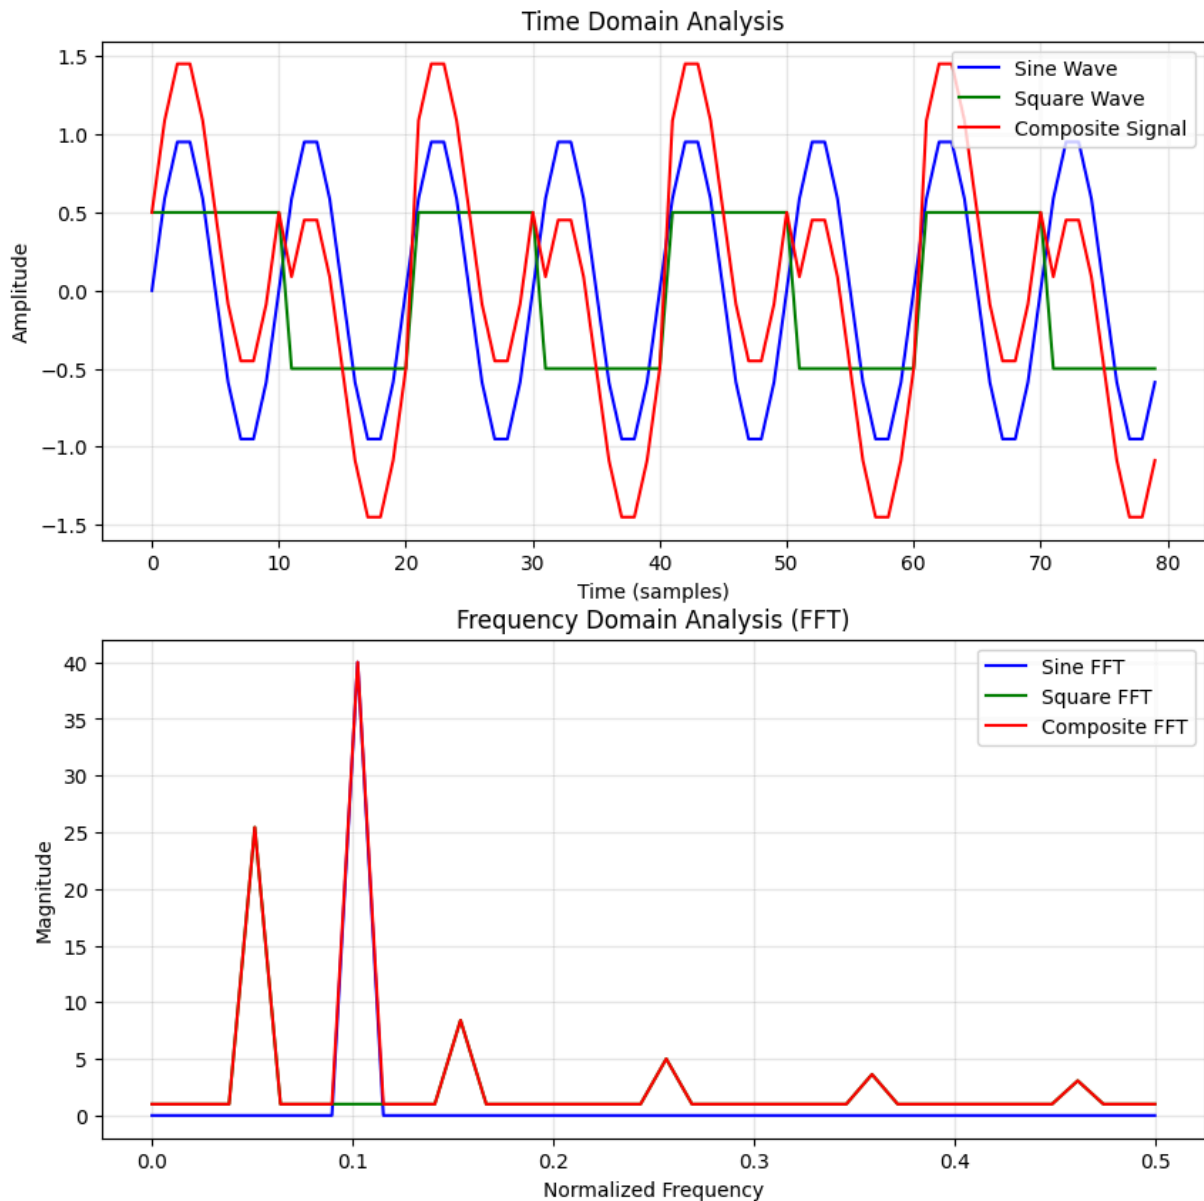 Time Domain Analysis
1.5
1.0
0.5
0.0
−0.5
−1.0
−1.5
Amplitude
Sine Wave
Square Wave
Composite Signal
0 10 20 30 40 50 60 70 80
Time (samples)
Frequency Domain Analysis (FFT)
40
35
30
25
20
15
10
5
0
Magnitude
Sine FFT
Square FFT
Composite FFT
0.0 0.1 0.2 0.3 0.4 0.5
Normalized Frequency